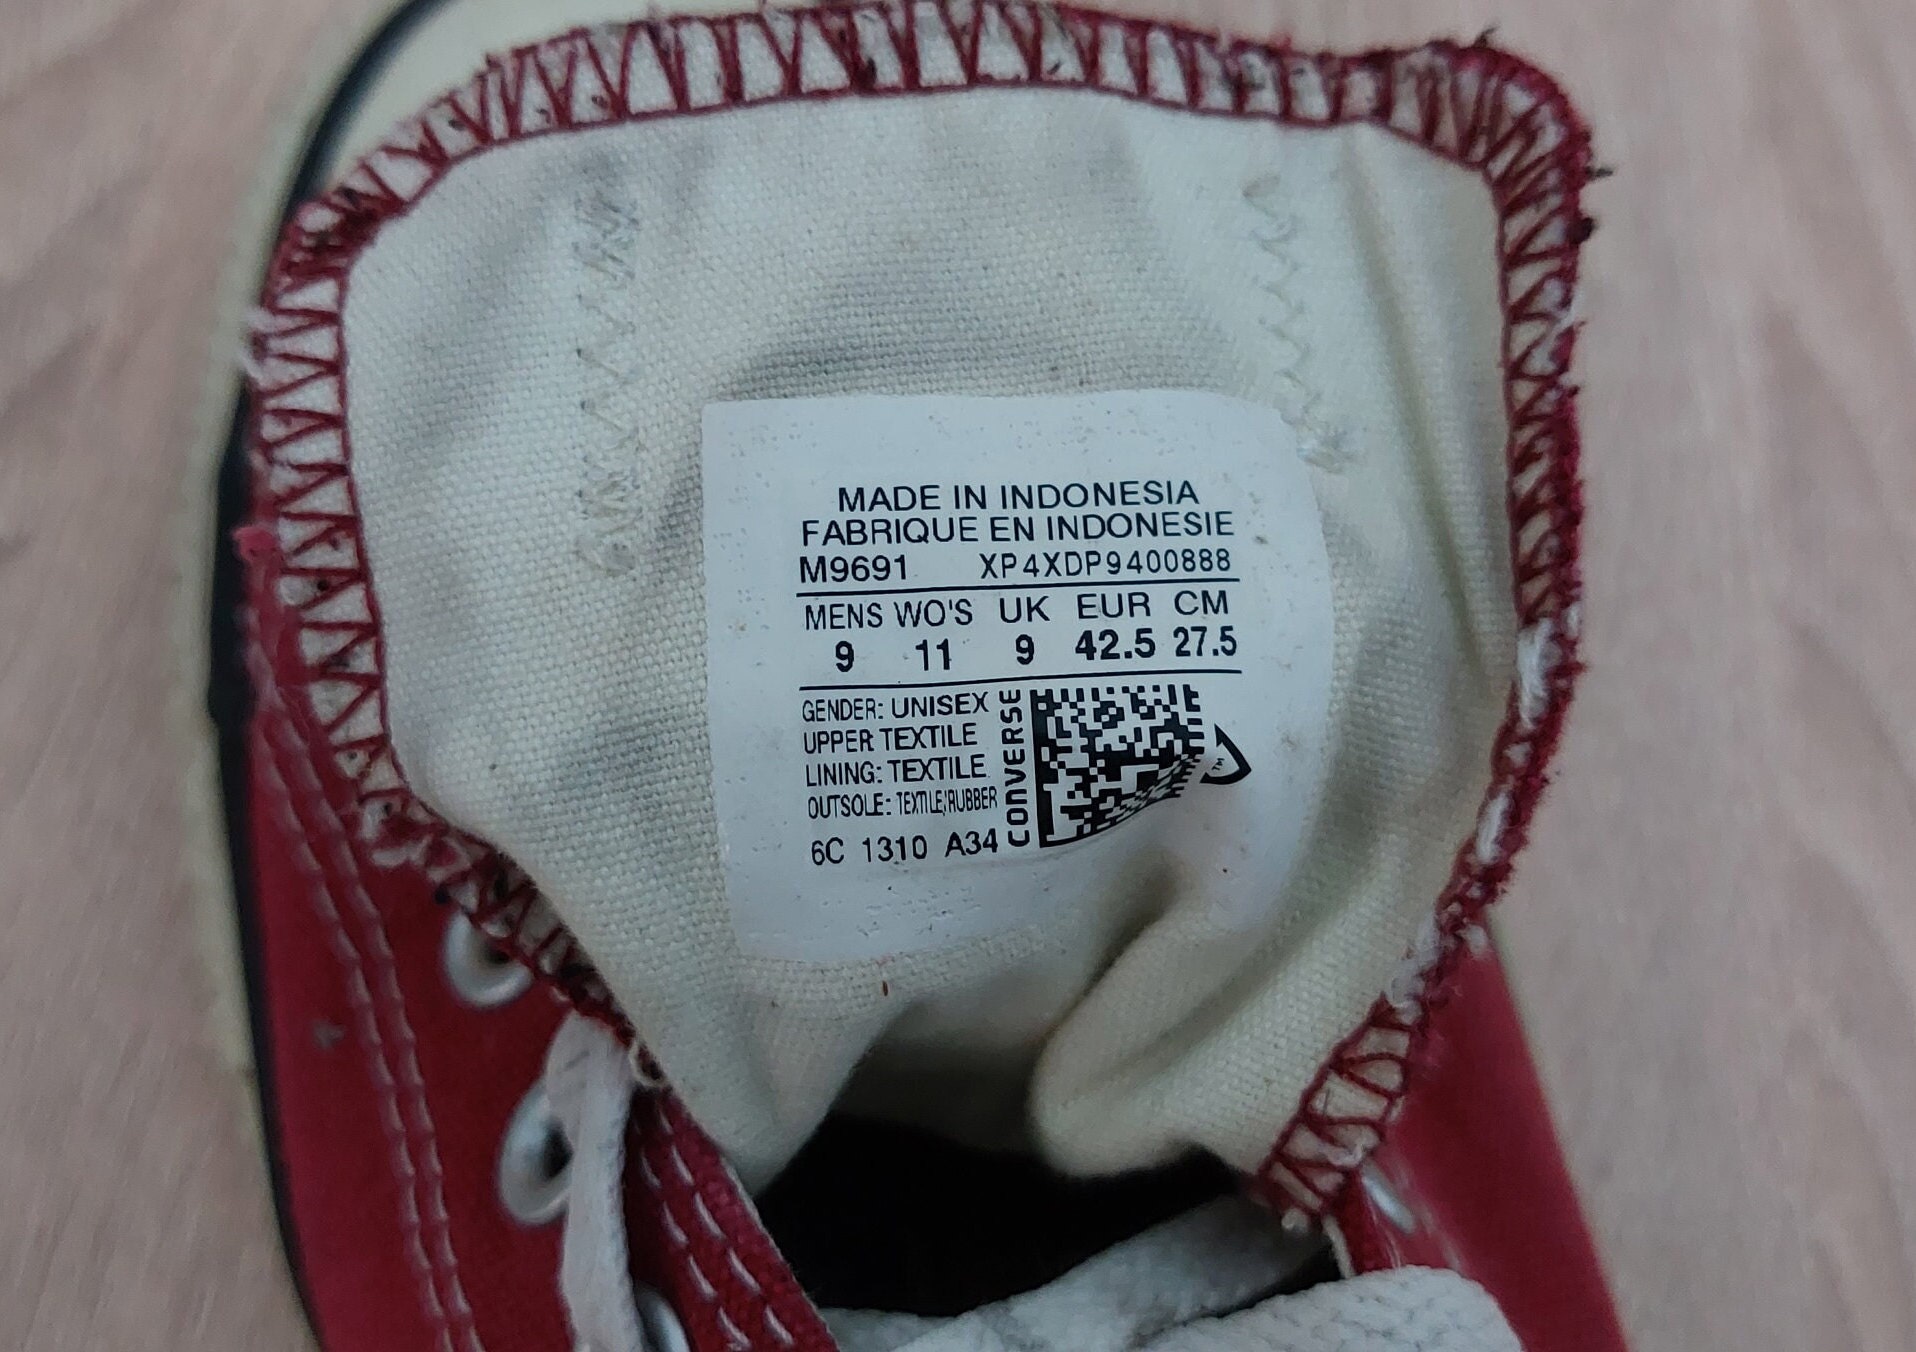 MADE IN INDONESIA
FABRIQUE EN INDONESIE
M9691 XP4XDP9400888
MENS WO'S UK EUR CM
9 11 9 42.5 27.5
GENDER: UNISEX
UPPER TEXTILE
LINING: TEXTILE
OUTSOLE: TEXTILE/RUBBER
6C 1310 A34
CONVERSE
TM